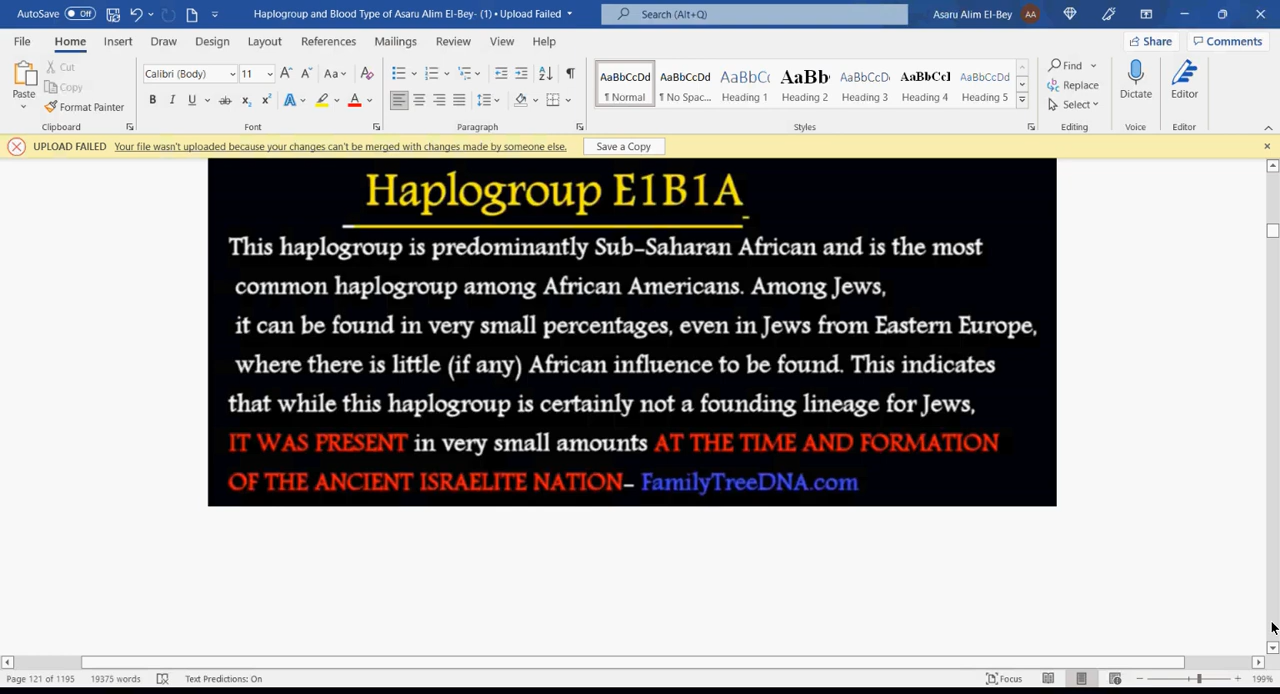 AutoSave Off Haplogroup and Blood Type of Asaru Alim El-Bey- (1) • Upload Failed Search (Alt+Q) Asaru Alim El-Bey AA
File Home Insert Draw Design Layout References Mailings Review View Help Share Comments
Paste Cut Copy Format Painter
Calibri (Body) 11 Aa
B I U ab x₂ x² A A
AaBbCcDd AaBbCcDd AaBbCc AaBb AaBbCcDd AaBbCcI AaBbCcDd
¶ Normal ¶ No Spac... Heading 1 Heading 2 Heading 3 Heading 4 Heading 5
Find Replace Select Dictate Editor
Clipboard Font Paragraph Styles Editing Voice Editor
UPLOAD FAILED Your file wasn't uploaded because your changes can't be merged with changes made by someone else. Save a Copy
Haplogroup E1B1A
This haplogroup is predominantly Sub-Saharan African and is the most
common haplogroup among African Americans. Among Jews,
it can be found in very small percentages, even in Jews from Eastern Europe,
where there is little (if any) African influence to be found. This indicates
that while this haplogroup is certainly not a founding lineage for Jews,
IT WAS PRESENT in very small amounts AT THE TIME AND FORMATION
OF THE ANCIENT ISRAELITE NATION- FamilyTreeDNA.com
Page 121 of 1195 19375 words Text Predictions: On Focus 199%